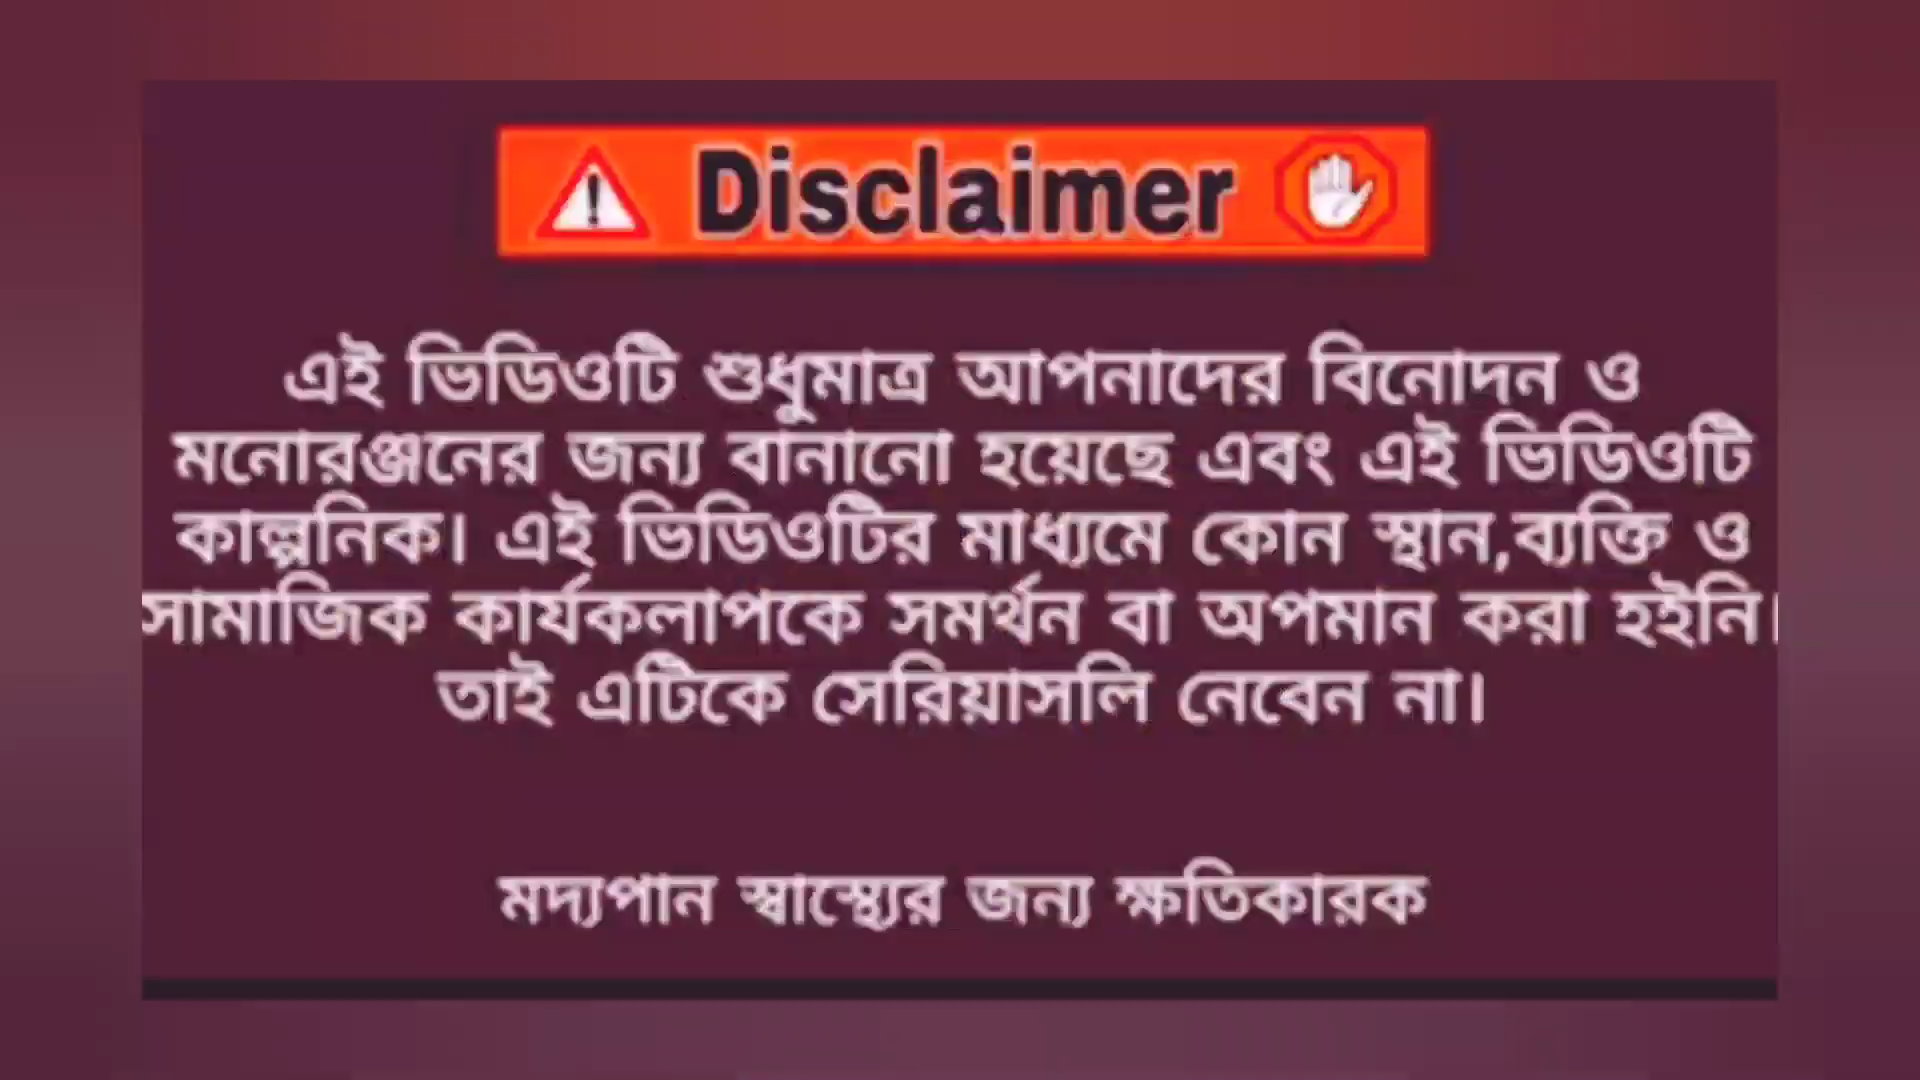 Disclaimer
এই ভিডিওটি শুধুমাত্র আপনাদের বিনোদন ও
মনোরঞ্জনের জন্য বানানো হয়েছে এবং এই ভিডিওটি
কাল্পনিক। এই ভিডিওটির মাধ্যমে কোন স্থান,ব্যক্তি ও
সামাজিক কার্যকলাপকে সমর্থন বা অপমান করা হইনি।
তাই এটিকে সেরিয়াসলি নেবেন না।
মদ্যপান স্বাস্থ্যের জন্য ক্ষতিকারক